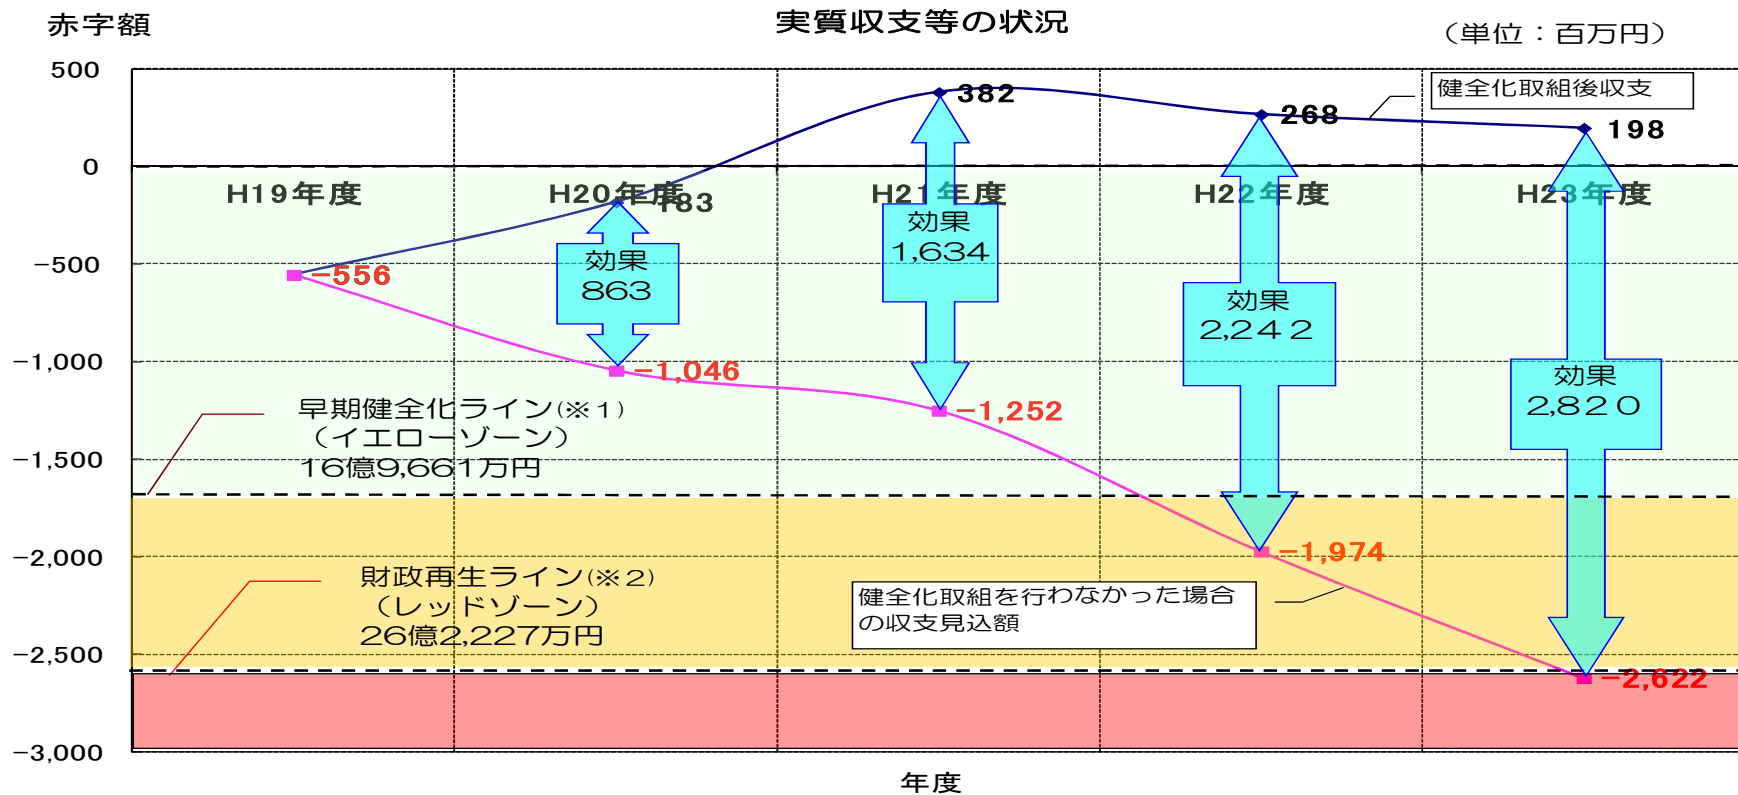 実質収支等の状況
赤字額
（単位：百万円）
500
0
−500
−1,000
−1,500
−2,000
−2,500
−3,000
健全化取組後収支
382
268
198
H19年度
H20年度
H21年度
H22年度
H23年度
−183
−556
効果
863
効果
1,634
効果
2,242
効果
2,820
−1,046
−1,252
−1,974
−2,622
早期健全化ライン(※1)
（イエローゾーン）
16億9,661万円
財政再生ライン(※2)
（レッドゾーン）
26億2,227万円
健全化取組を行わなかった場合
の収支見込額
年度